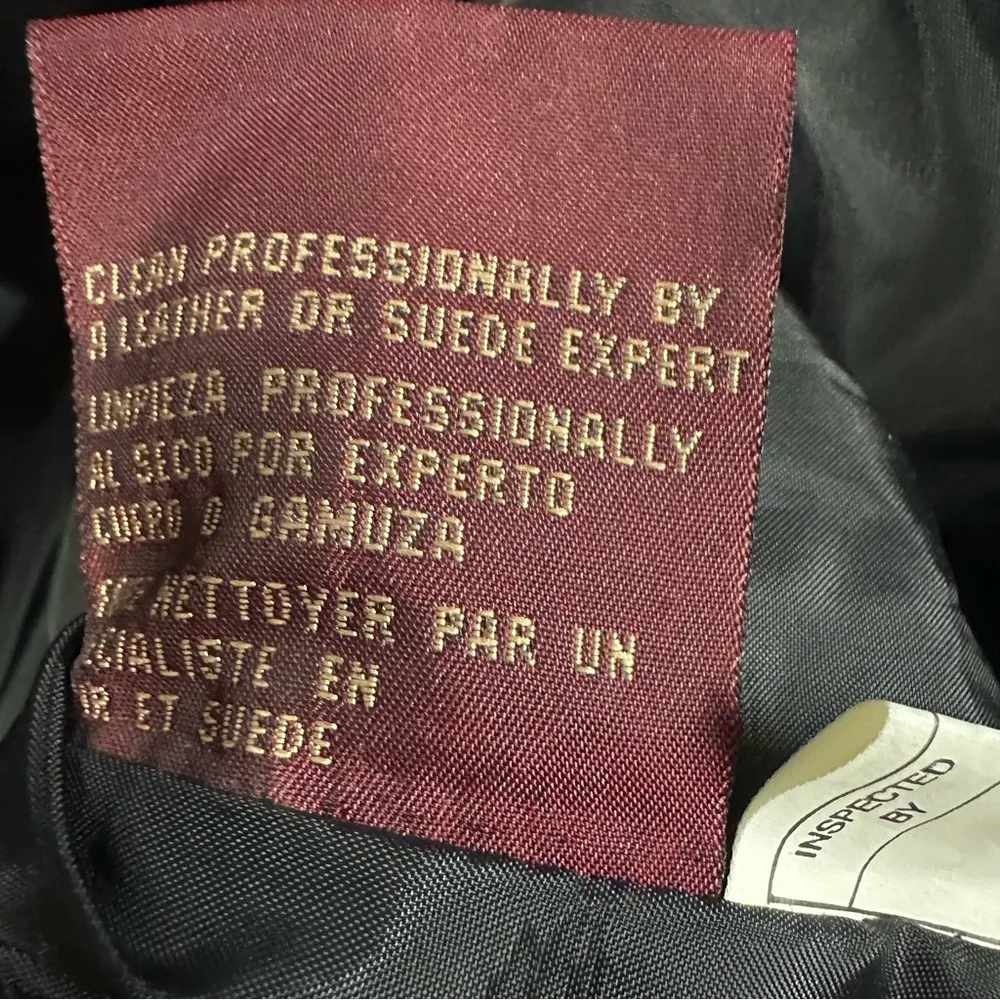 CLEAN PROFESSIONALLY BY
A LEATHER OR SUEDE EXPERT
LIMPIEZA PROFESSIONALLY
AL SECO POR EXPERTO
CUERO O GAMUZA
NETTOYER PAR UN
CIALISTE EN
ET SUEDE
INSPECTED
BY